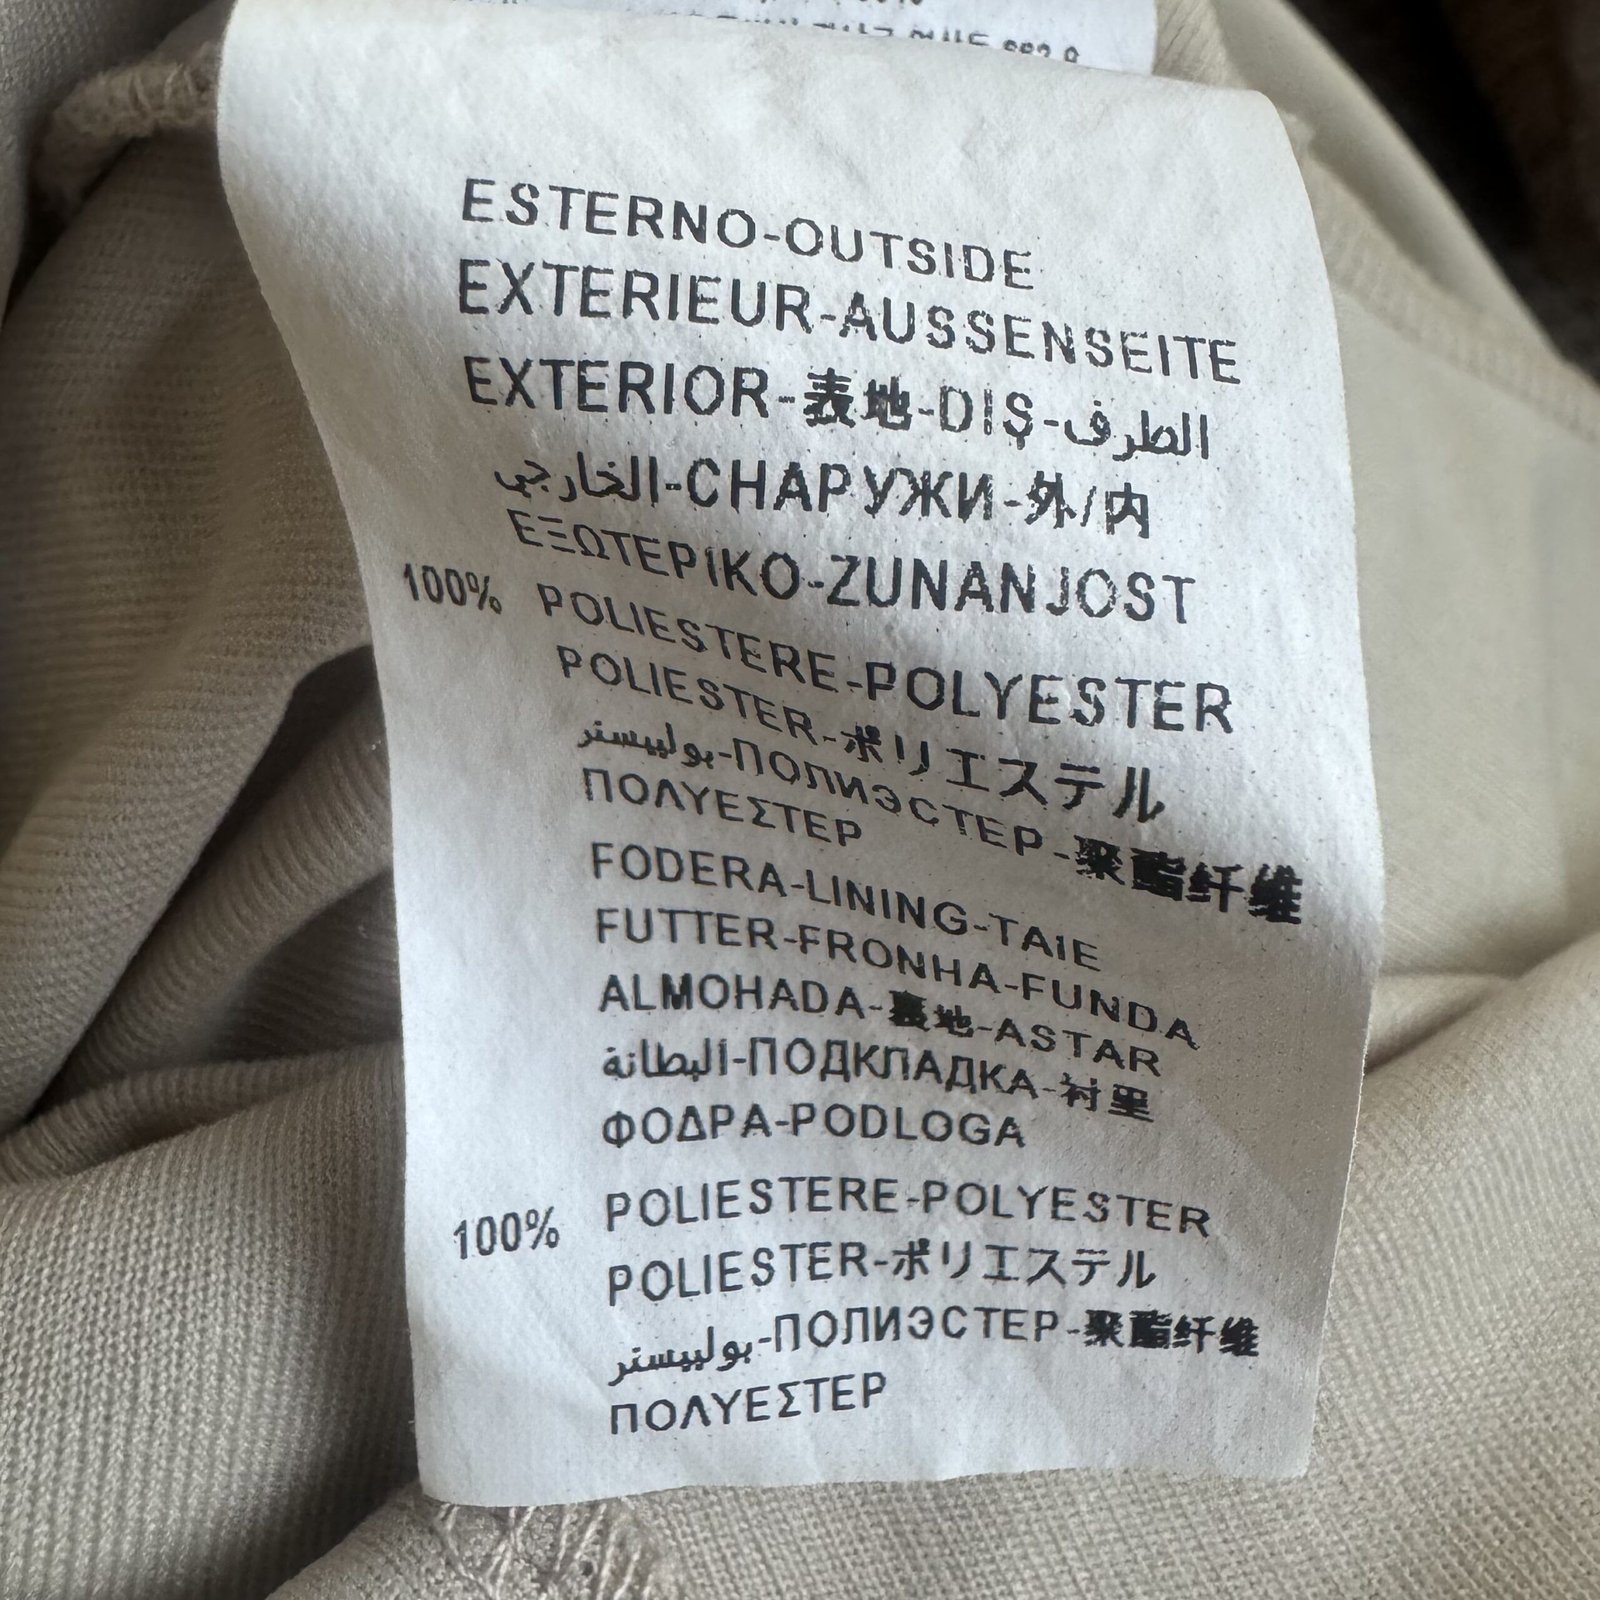 ESTERNO-OUTSIDE
EXTERIEUR-AUSSENSEITE
EXTERIOR-表地-DIŞ-الطرف
الخارجي-СНАРУЖИ-外/内
ΕΞΩΤΕΡΙΚΟ-ZUNANJOST
100% POLIESTERE-POLYESTER
POLIESTER-ポリエステル
بولييستر-ПОЛИЭСТЕР-聚酯纤维
ΠΟΛΥΕΣΤΕΡ
FODERA-LINING-TAIE
FUTTER-FRONHA-FUNDA
ALMOHADA-裏地-ASTAR
البطانة-ПОДКЛАДКА-衬里
ΦΟΔΡΑ-PODLOGA
100% POLIESTERE-POLYESTER
POLIESTER-ポリエステル
بولييستر-ПОЛИЭСТЕР-聚酯纤维
ΠΟΛΥΕΣΤΕΡ